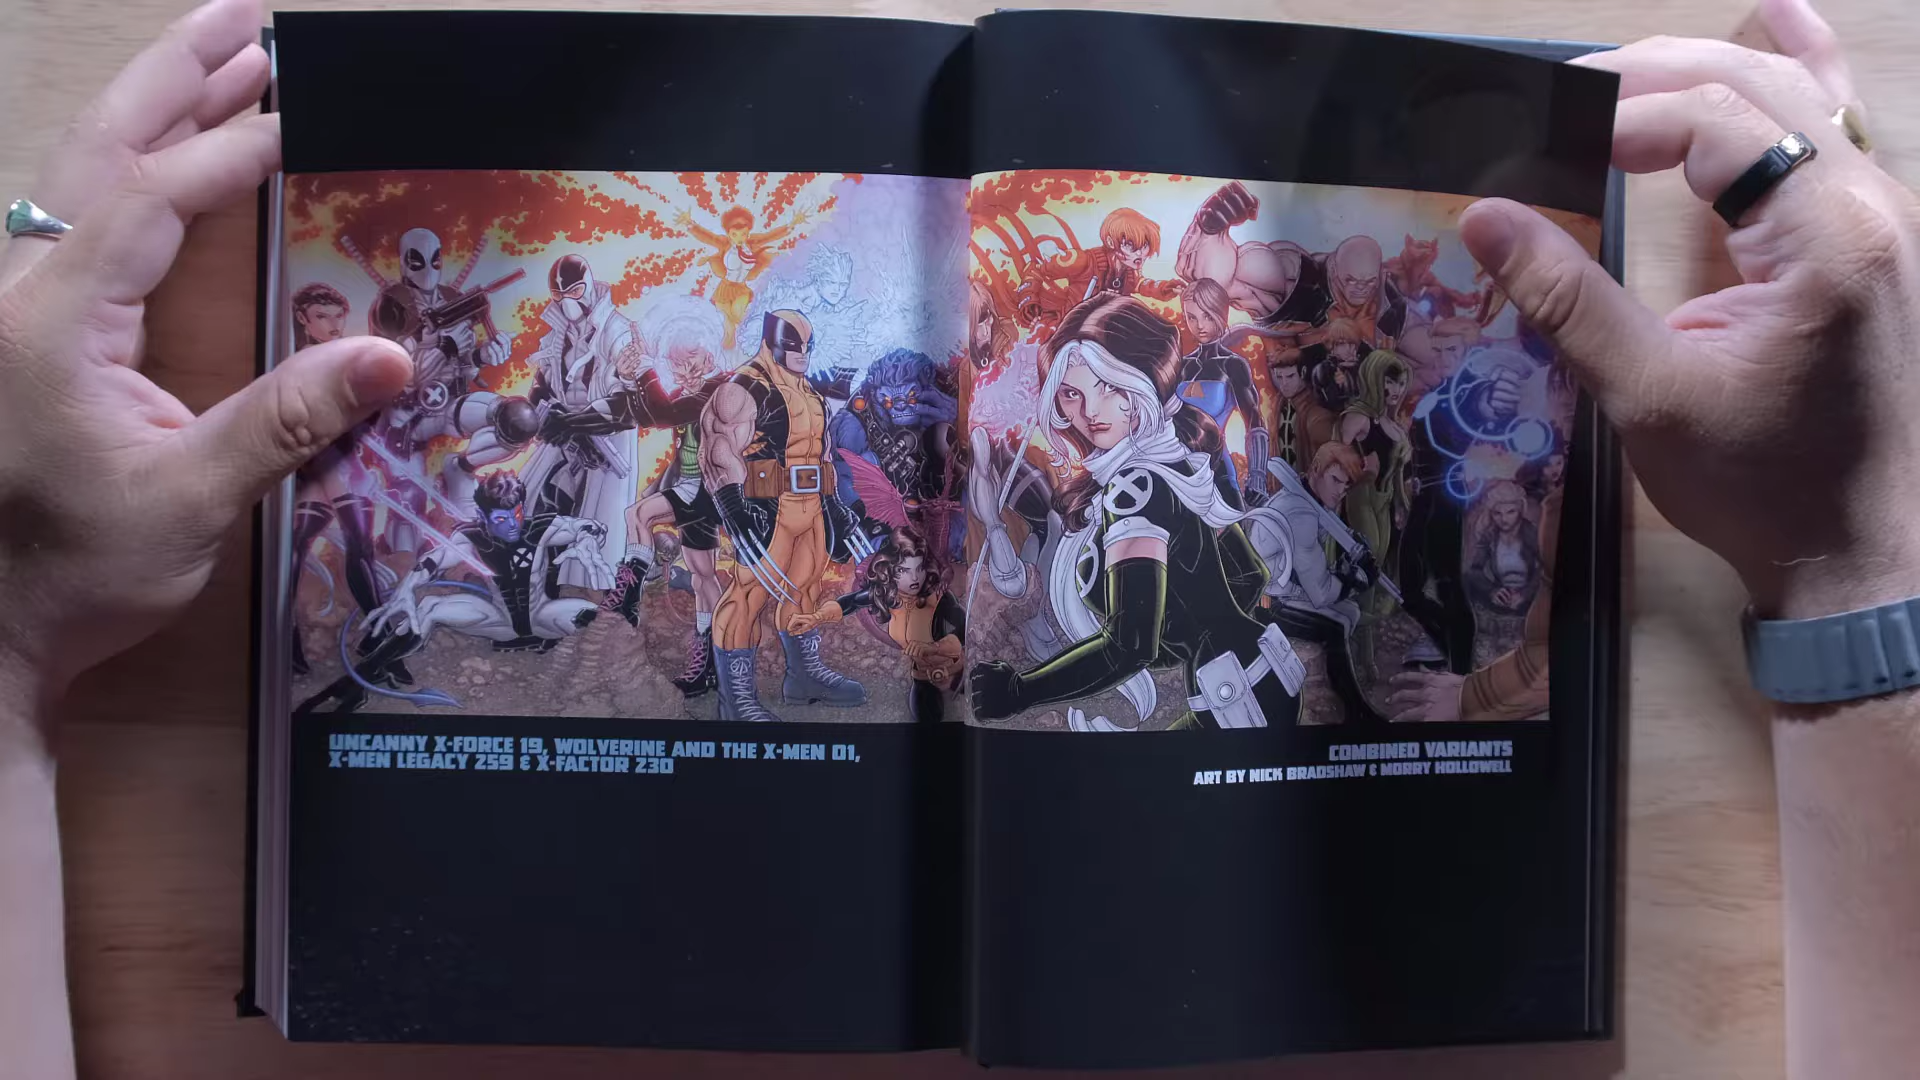 UNCANNY X-FORCE 19, WOLVERINE AND THE X-MEN 01,
X-MEN LEGACY 259 & X-FACTOR 230
COMBINED VARIANTS
ART BY NICK BRADSHAW & MORRY HOLLOWELL